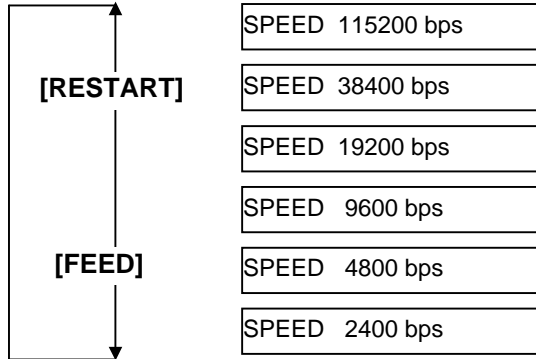 SPEED 115200 bps
[RESTART]
SPEED 38400 bps
SPEED 19200 bps
SPEED 9600 bps
[FEED]
SPEED 4800 bps
SPEED 2400 bps